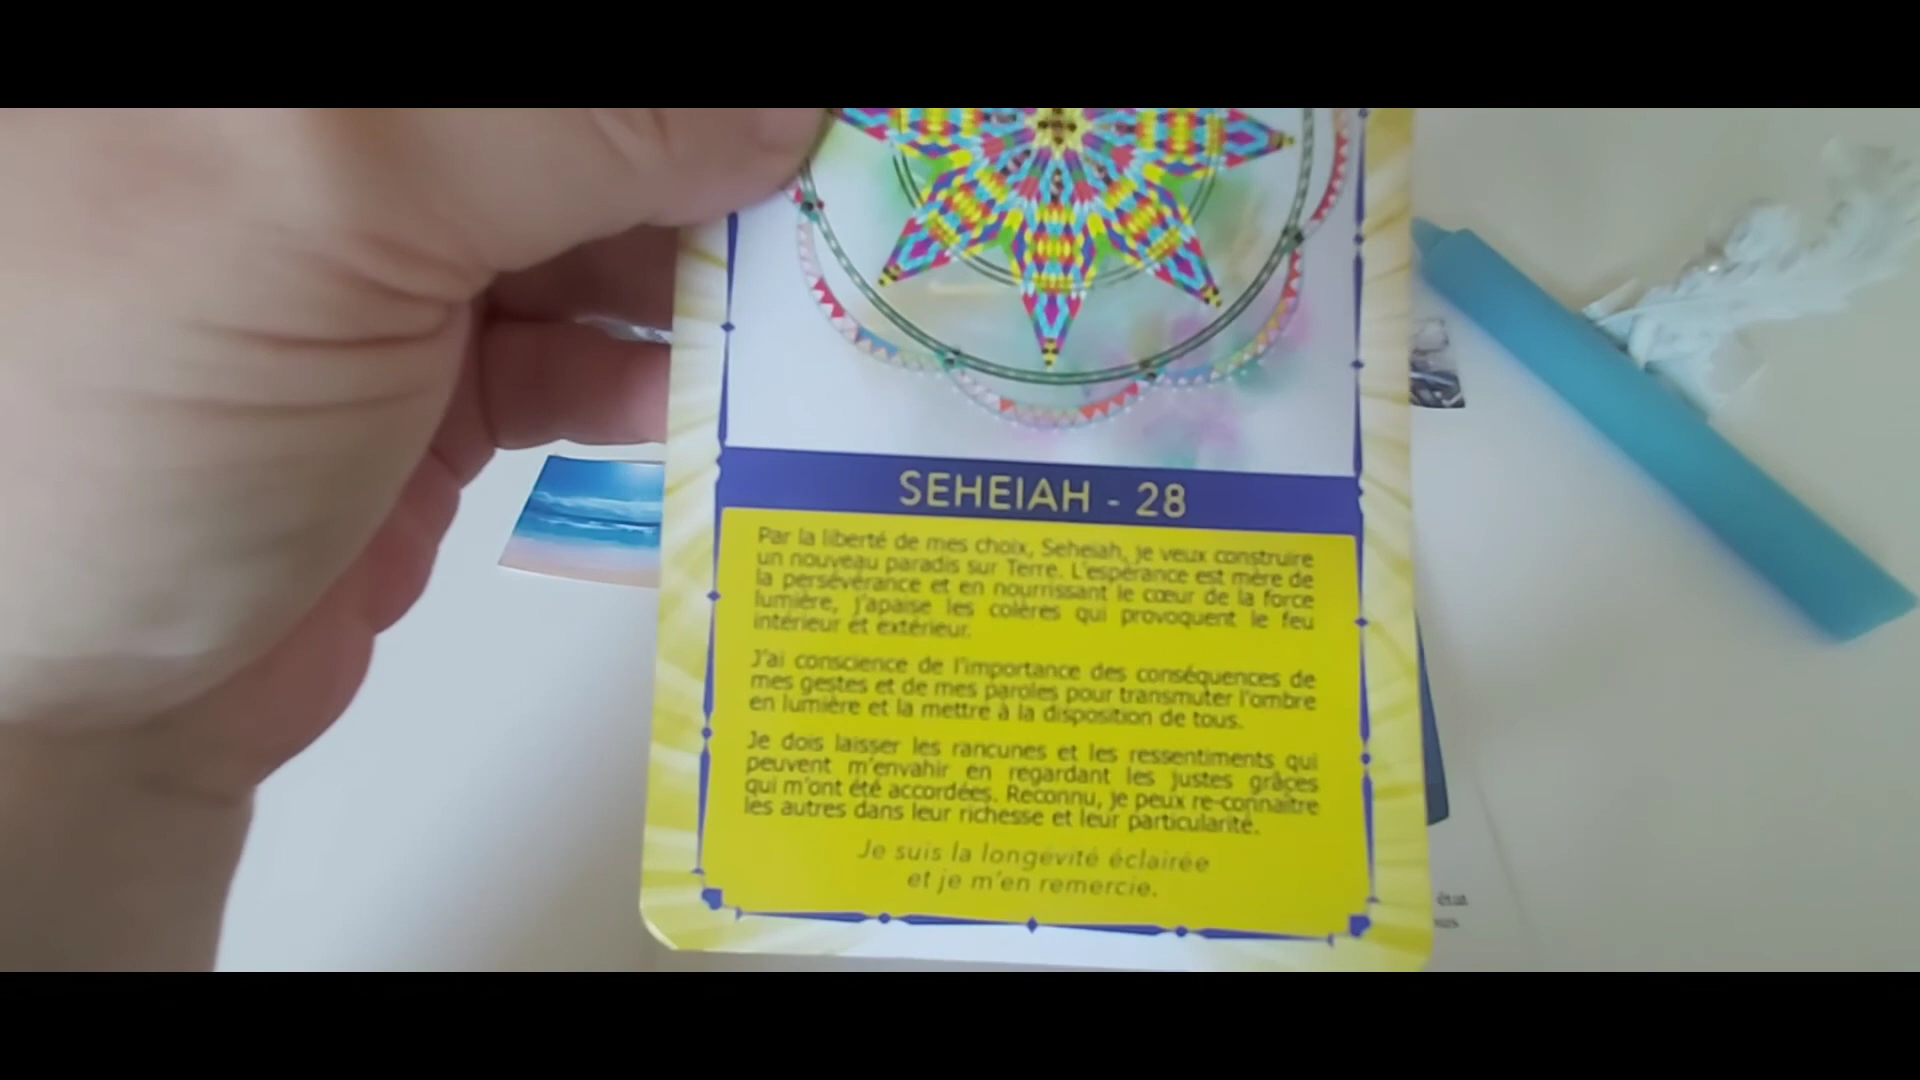 SEHEIAH - 28
Par la liberté de mes choix, Seheiah, je veux construire
un nouveau paradis sur Terre. L'espérance est mère de
la persévérance et en nourrissant le cœur de la force
lumière, j'apaise les colères qui provoquent le feu
intérieur et extérieur.
J'ai conscience de l'importance des conséquences de
mes gestes et de mes paroles pour transmuter l'ombre
en lumière et la mettre à la disposition de tous.
Je dois laisser les rancunes et les ressentiments qui
peuvent m'envahir en regardant les justes grâces
qui m'ont été accordées. Reconnu, je peux re-connaître
les autres dans leur richesse et leur particularité.
Je suis la longévité éclairée
et je m'en remercie.